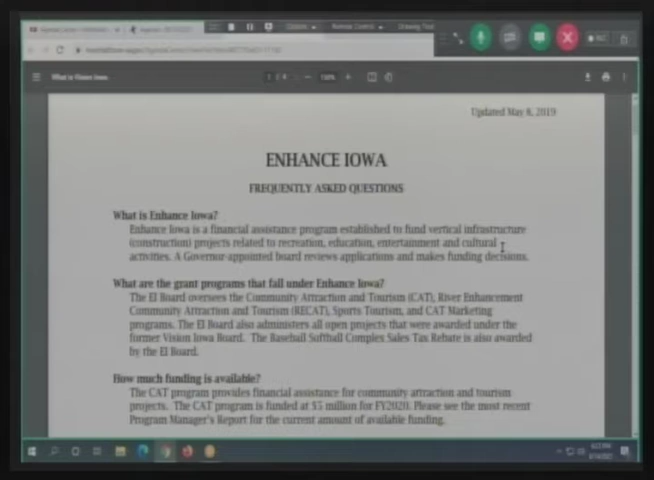 What is Vision Iowa
1 / 4
150%
Updated May 8, 2019
ENHANCE IOWA
FREQUENTLY ASKED QUESTIONS
What is Enhance Iowa?
Enhance Iowa is a financial assistance program established to fund vertical infrastructure
(construction) projects related to recreation, education, entertainment and cultural
activities. A Governor-appointed board reviews applications and makes funding decisions.
What are the grant programs that fall under Enhance Iowa?
The EI Board oversees the Community Attraction and Tourism (CAT), River Enhancement
Community Attraction and Tourism (RECAT), Sports Tourism, and CAT Marketing
programs. The EI Board also administers all open projects that were awarded under the
former Vision Iowa Board. The Baseball Softball Complex Sales Tax Rebate is also awarded
by the EI Board.
How much funding is available?
The CAT program provides financial assistance for community attraction and tourism
projects. The CAT program is funded at $5 million for FY2020. Please see the most recent
Program Manager's Report for the current amount of available funding.